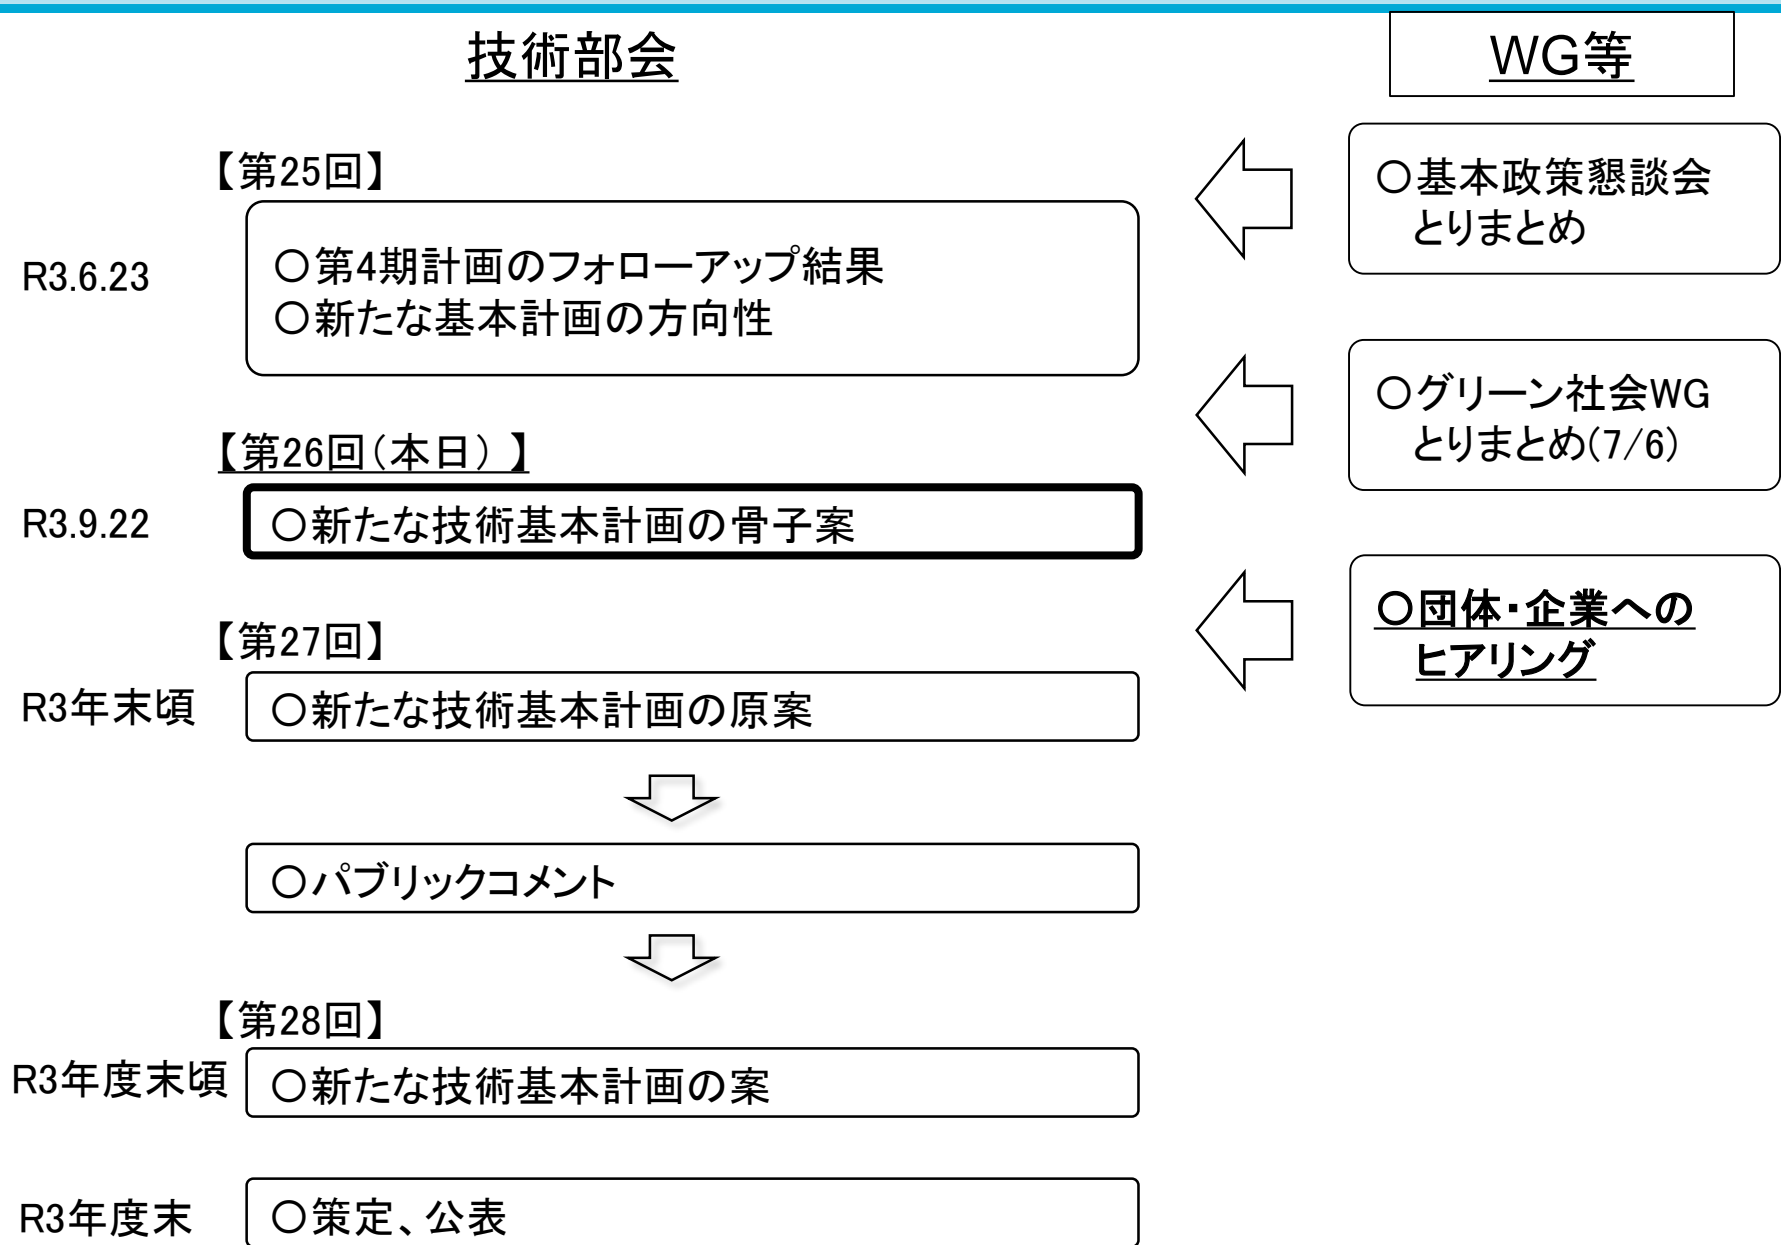 技術部会
WG等
【第25回】
R3.6.23
○第4期計画のフォローアップ結果
○新たな基本計画の方向性
○基本政策懇談会
とりまとめ
○グリーン社会WG
とりまとめ(7/6)
【第26回(本日)】
R3.9.22
○新たな技術基本計画の骨子案
○団体・企業への
ヒアリング
【第27回】
R3年末頃
○新たな技術基本計画の原案
○パブリックコメント
【第28回】
R3年度末頃
○新たな技術基本計画の案
R3年度末
○策定、公表